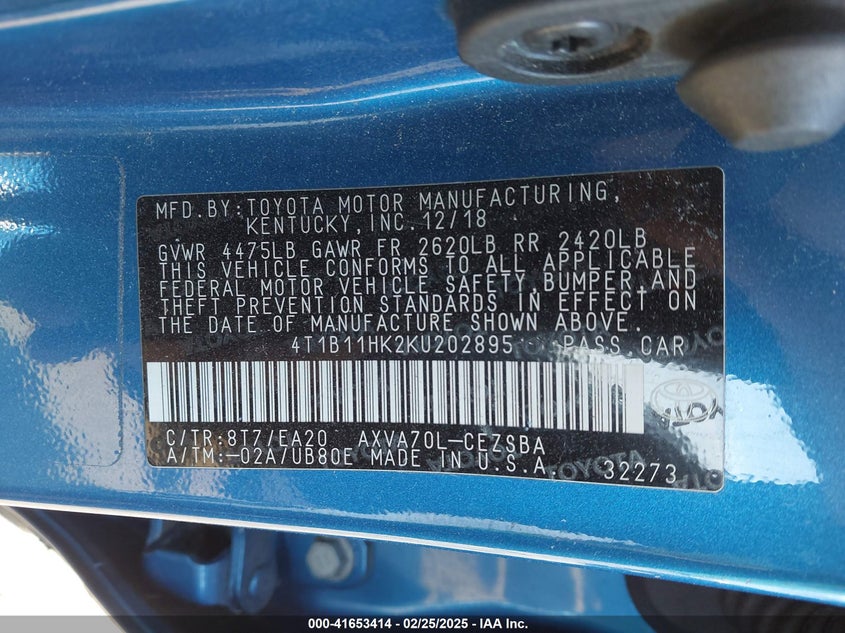 MFD.BY:TOYOTA MOTOR MANUFACTURING,
KENTUCKY,INC.12/18
GVWR 4475LB GAWR FR 2620LB RR 2420LB
THIS VEHICLE CONFORMS TO ALL APPLICABLE
FEDERAL MOTOR VEHICLE SAFETY,BUMPER,AND
THEFT PREVENTION STANDARDS IN EFFECT ON
THE DATE OF MANUFACTURE SHOWN ABOVE.
4T1B11HK2KU202895 PASS.CAR
C/TR:8T7/EA20 AXVA70L-CEZSBA
A/TM:-02A/UB80E MADE IN U.S.A.
32273
TOYOTA
000-41653414 - 02/25/2025 - IAA Inc.